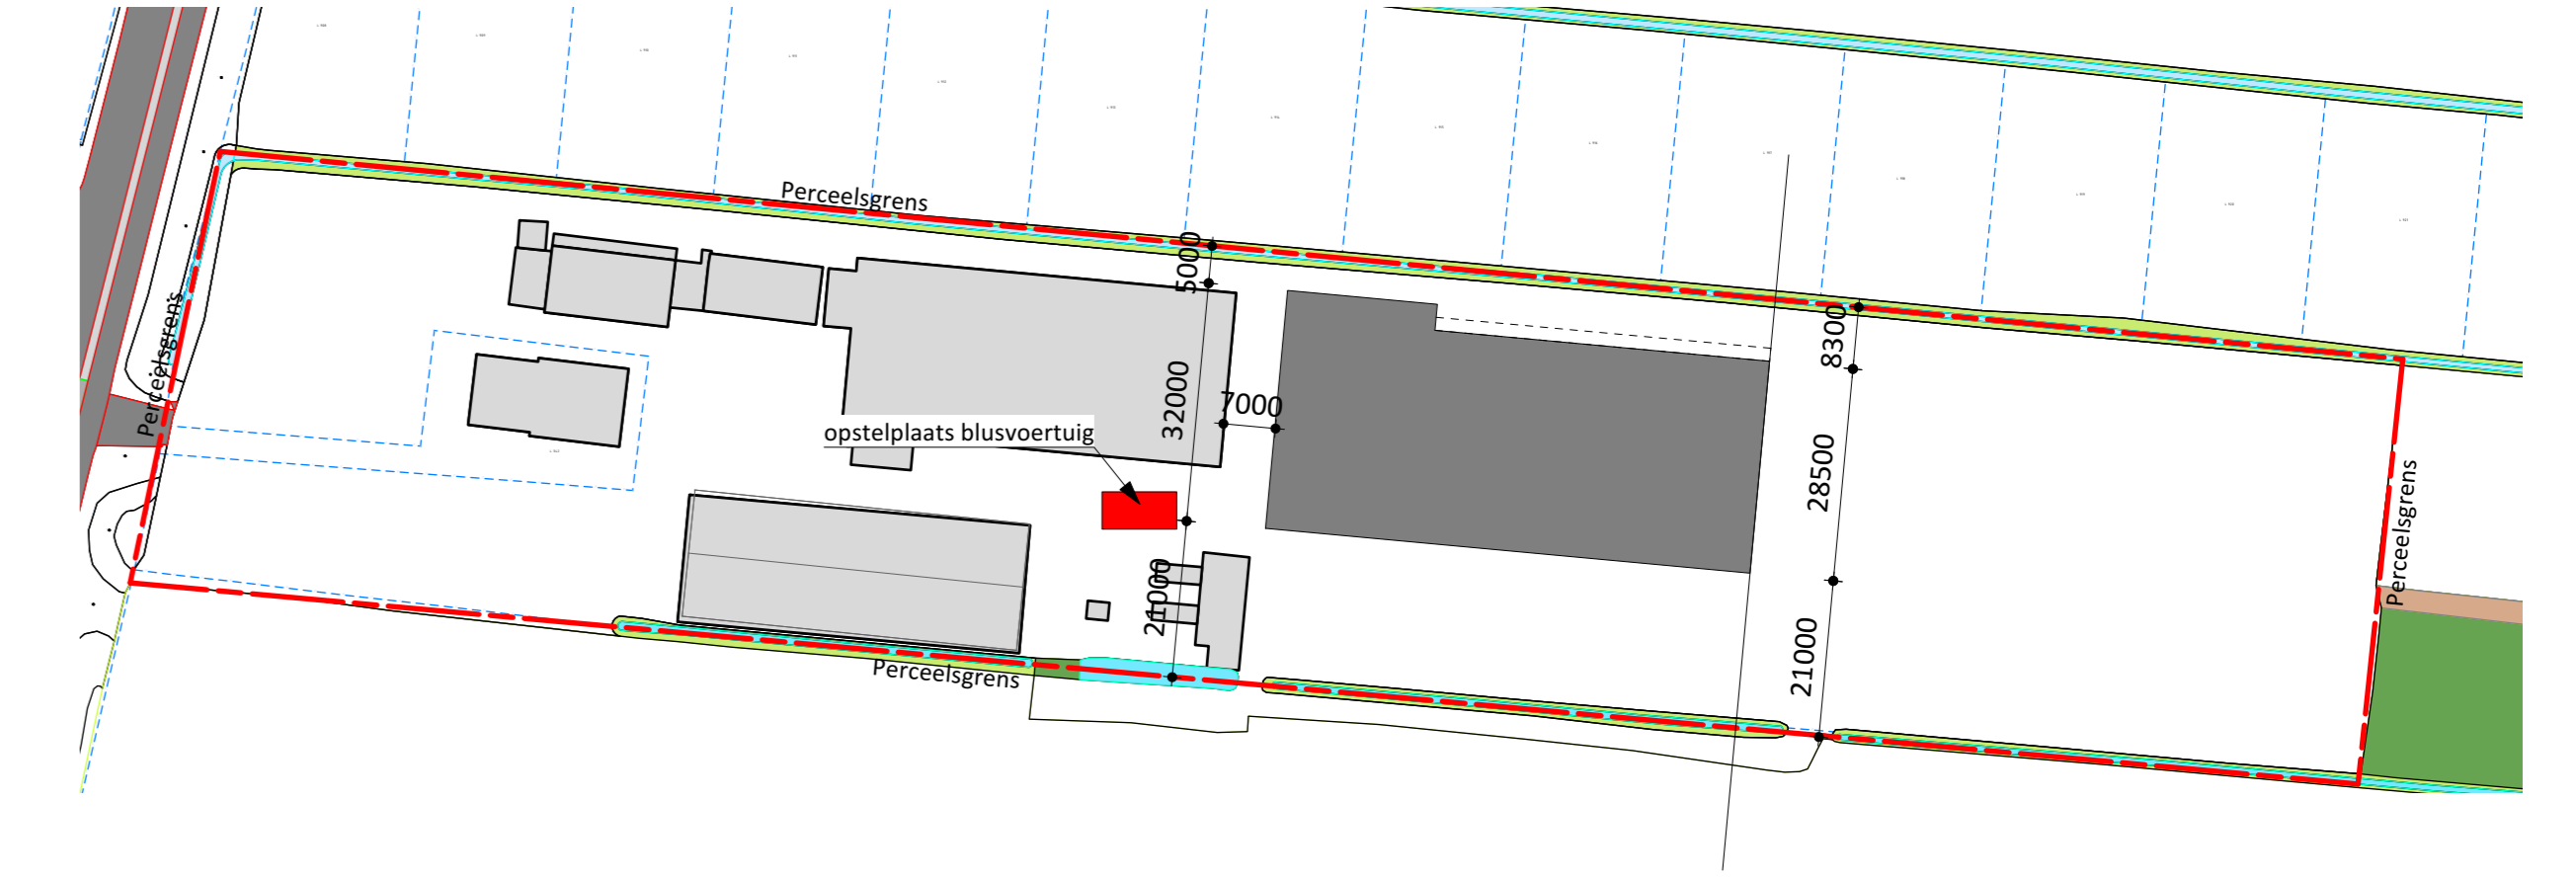 Perceelsgrens
5000
Perceelsgrens
8300
32000
7000
opstelplaats blusvoertuig
28500
Perceelsgrens
21000
21000
Perceelsgrens